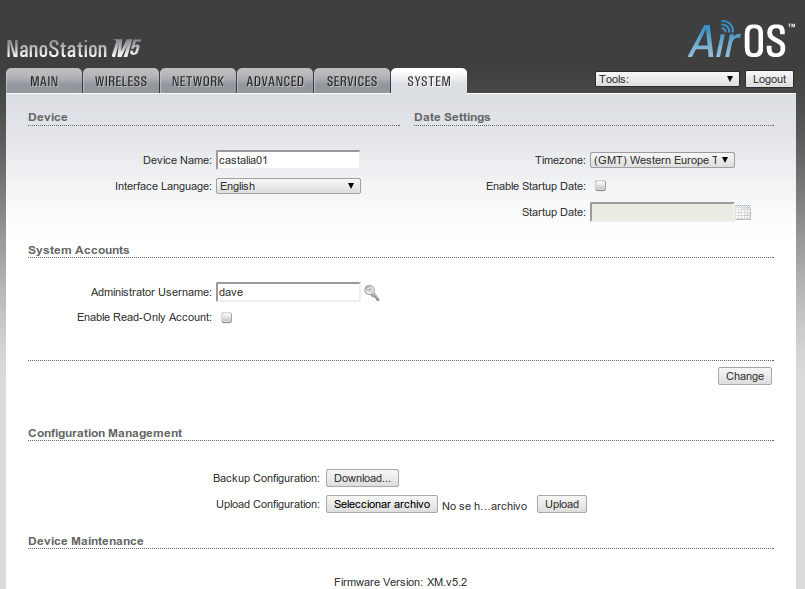 NanoStation M5
AirOS™
MAIN WIRELESS NETWORK ADVANCED SERVICES SYSTEM Tools: Logout
Device Date Settings
Device Name: castalia01 Timezone: (GMT) Western Europe T
Interface Language: English Enable Startup Date:
Startup Date:
System Accounts
Administrator Username: dave
Enable Read-Only Account:
Change
Configuration Management
Backup Configuration: Download...
Upload Configuration: Seleccionar archivo No se h…archivo Upload
Device Maintenance
Firmware Version: XM.v5.2